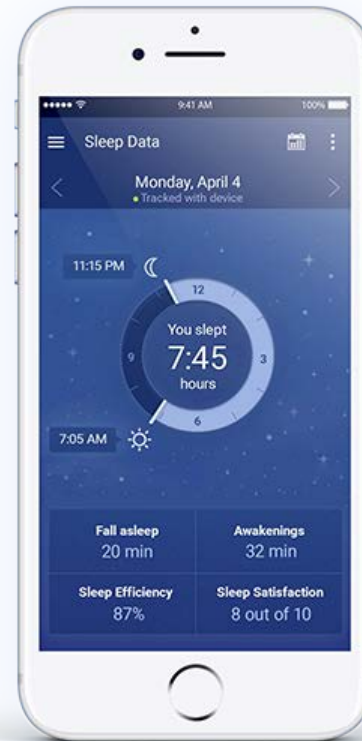 9:41 AM
100%
Sleep Data
Monday, April 4
Tracked with device
11:15 PM
12
You slept
9
7:45
3
hours
6
7:05 AM
Fall asleep
Awakenings
20 min
32 min
Sleep Efficiency
Sleep Satisfaction
87%
8 out of 10